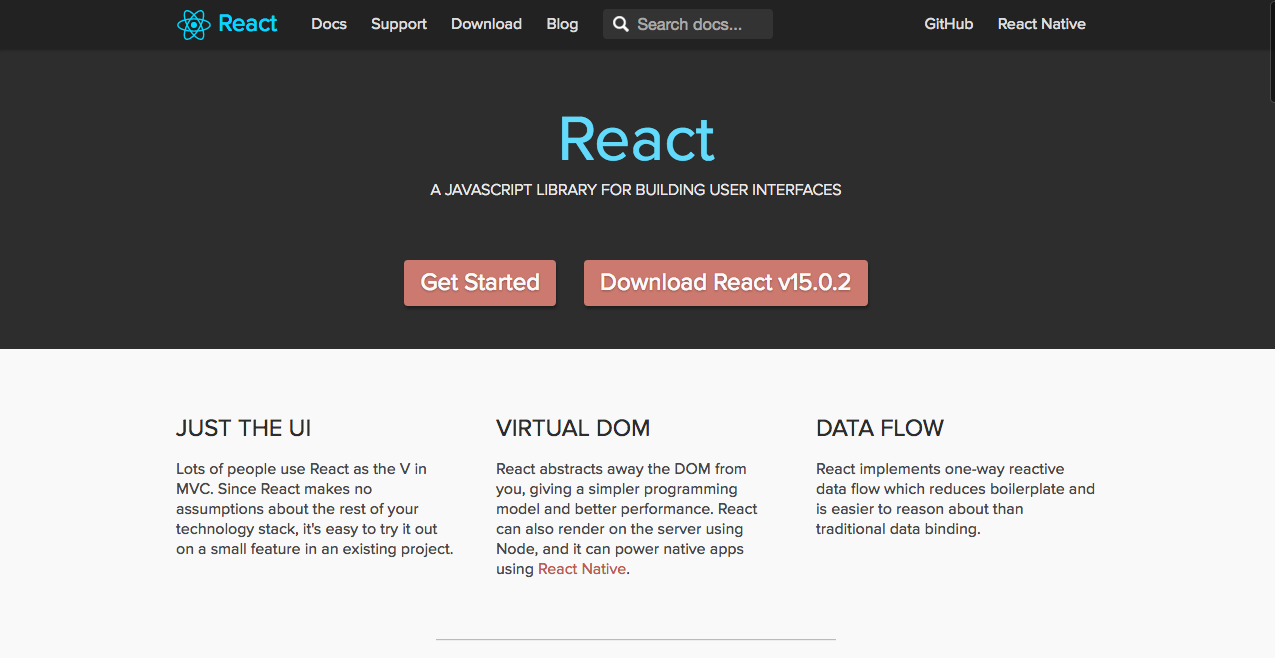 React Docs Support Download Blog Search docs... GitHub React Native
React
A JAVASCRIPT LIBRARY FOR BUILDING USER INTERFACES
Get Started Download React v15.0.2
JUST THE UI
Lots of people use React as the V in
MVC. Since React makes no
assumptions about the rest of your
technology stack, it's easy to try it out
on a small feature in an existing project.
VIRTUAL DOM
React abstracts away the DOM from
you, giving a simpler programming
model and better performance. React
can also render on the server using
Node, and it can power native apps
using React Native.
DATA FLOW
React implements one-way reactive
data flow which reduces boilerplate and
is easier to reason about than
traditional data binding.